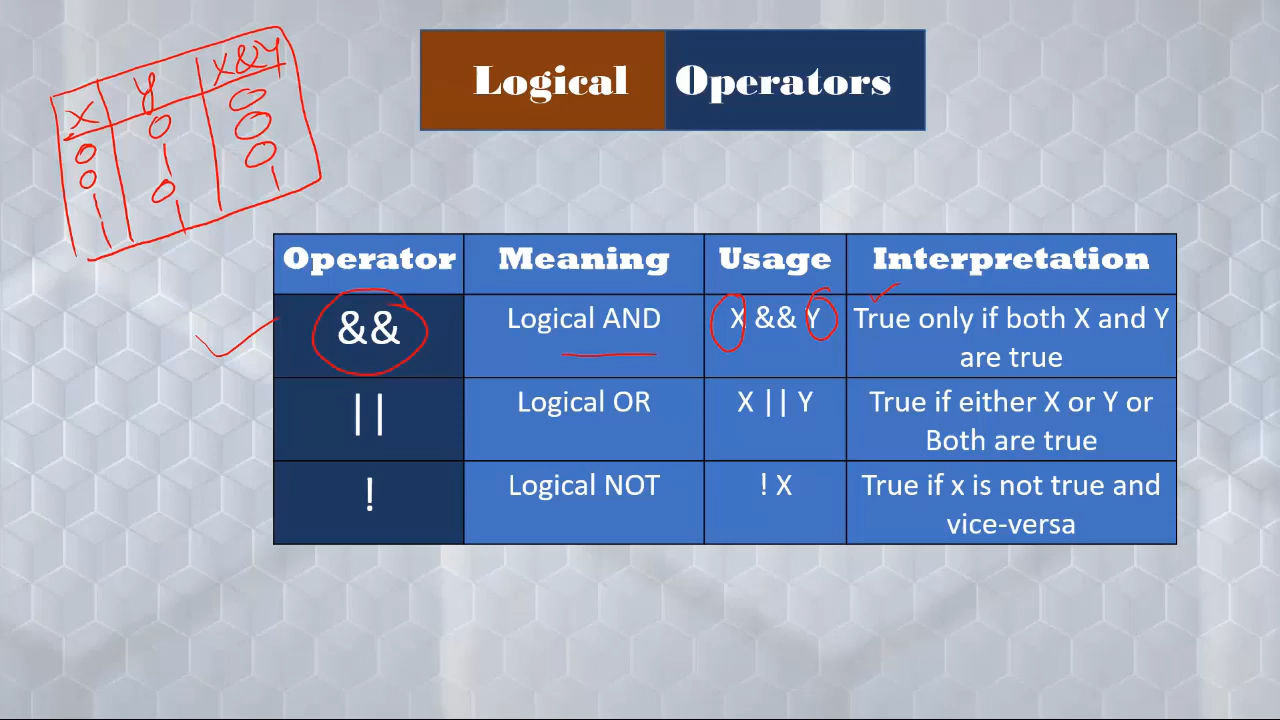 Logical Operators
X Y X&Y
0 0 0
0 1 0
1 0 0
1 1 1
Operator Meaning Usage Interpretation
&& Logical AND X && Y True only if both X and Y
are true
|| Logical OR X || Y True if either X or Y or
Both are true
! Logical NOT ! X True if x is not true and
vice-versa